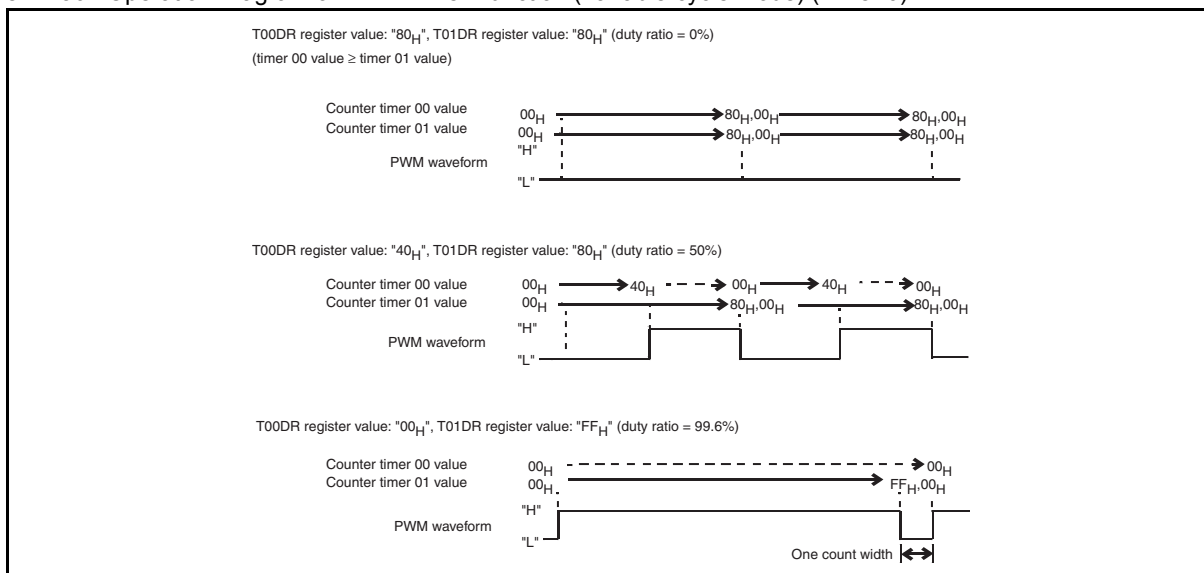 T00DR register value: "80H", T01DR register value: "80H" (duty ratio = 0%)
(timer 00 value ≥ timer 01 value)
Counter timer 00 value 00H 80H,00H 80H,00H
Counter timer 01 value 00H 80H,00H 80H,00H
"H"
PWM waveform
"L"
T00DR register value: "40H", T01DR register value: "80H" (duty ratio = 50%)
Counter timer 00 value 00H 40H 00H 40H 00H
Counter timer 01 value 00H 80H,00H 80H,00H
"H"
PWM waveform
"L"
T00DR register value: "00H", T01DR register value: "FFH" (duty ratio = 99.6%)
Counter timer 00 value 00H 00H
Counter timer 01 value 00H FFH,00H
"H"
PWM waveform
"L"
One count width